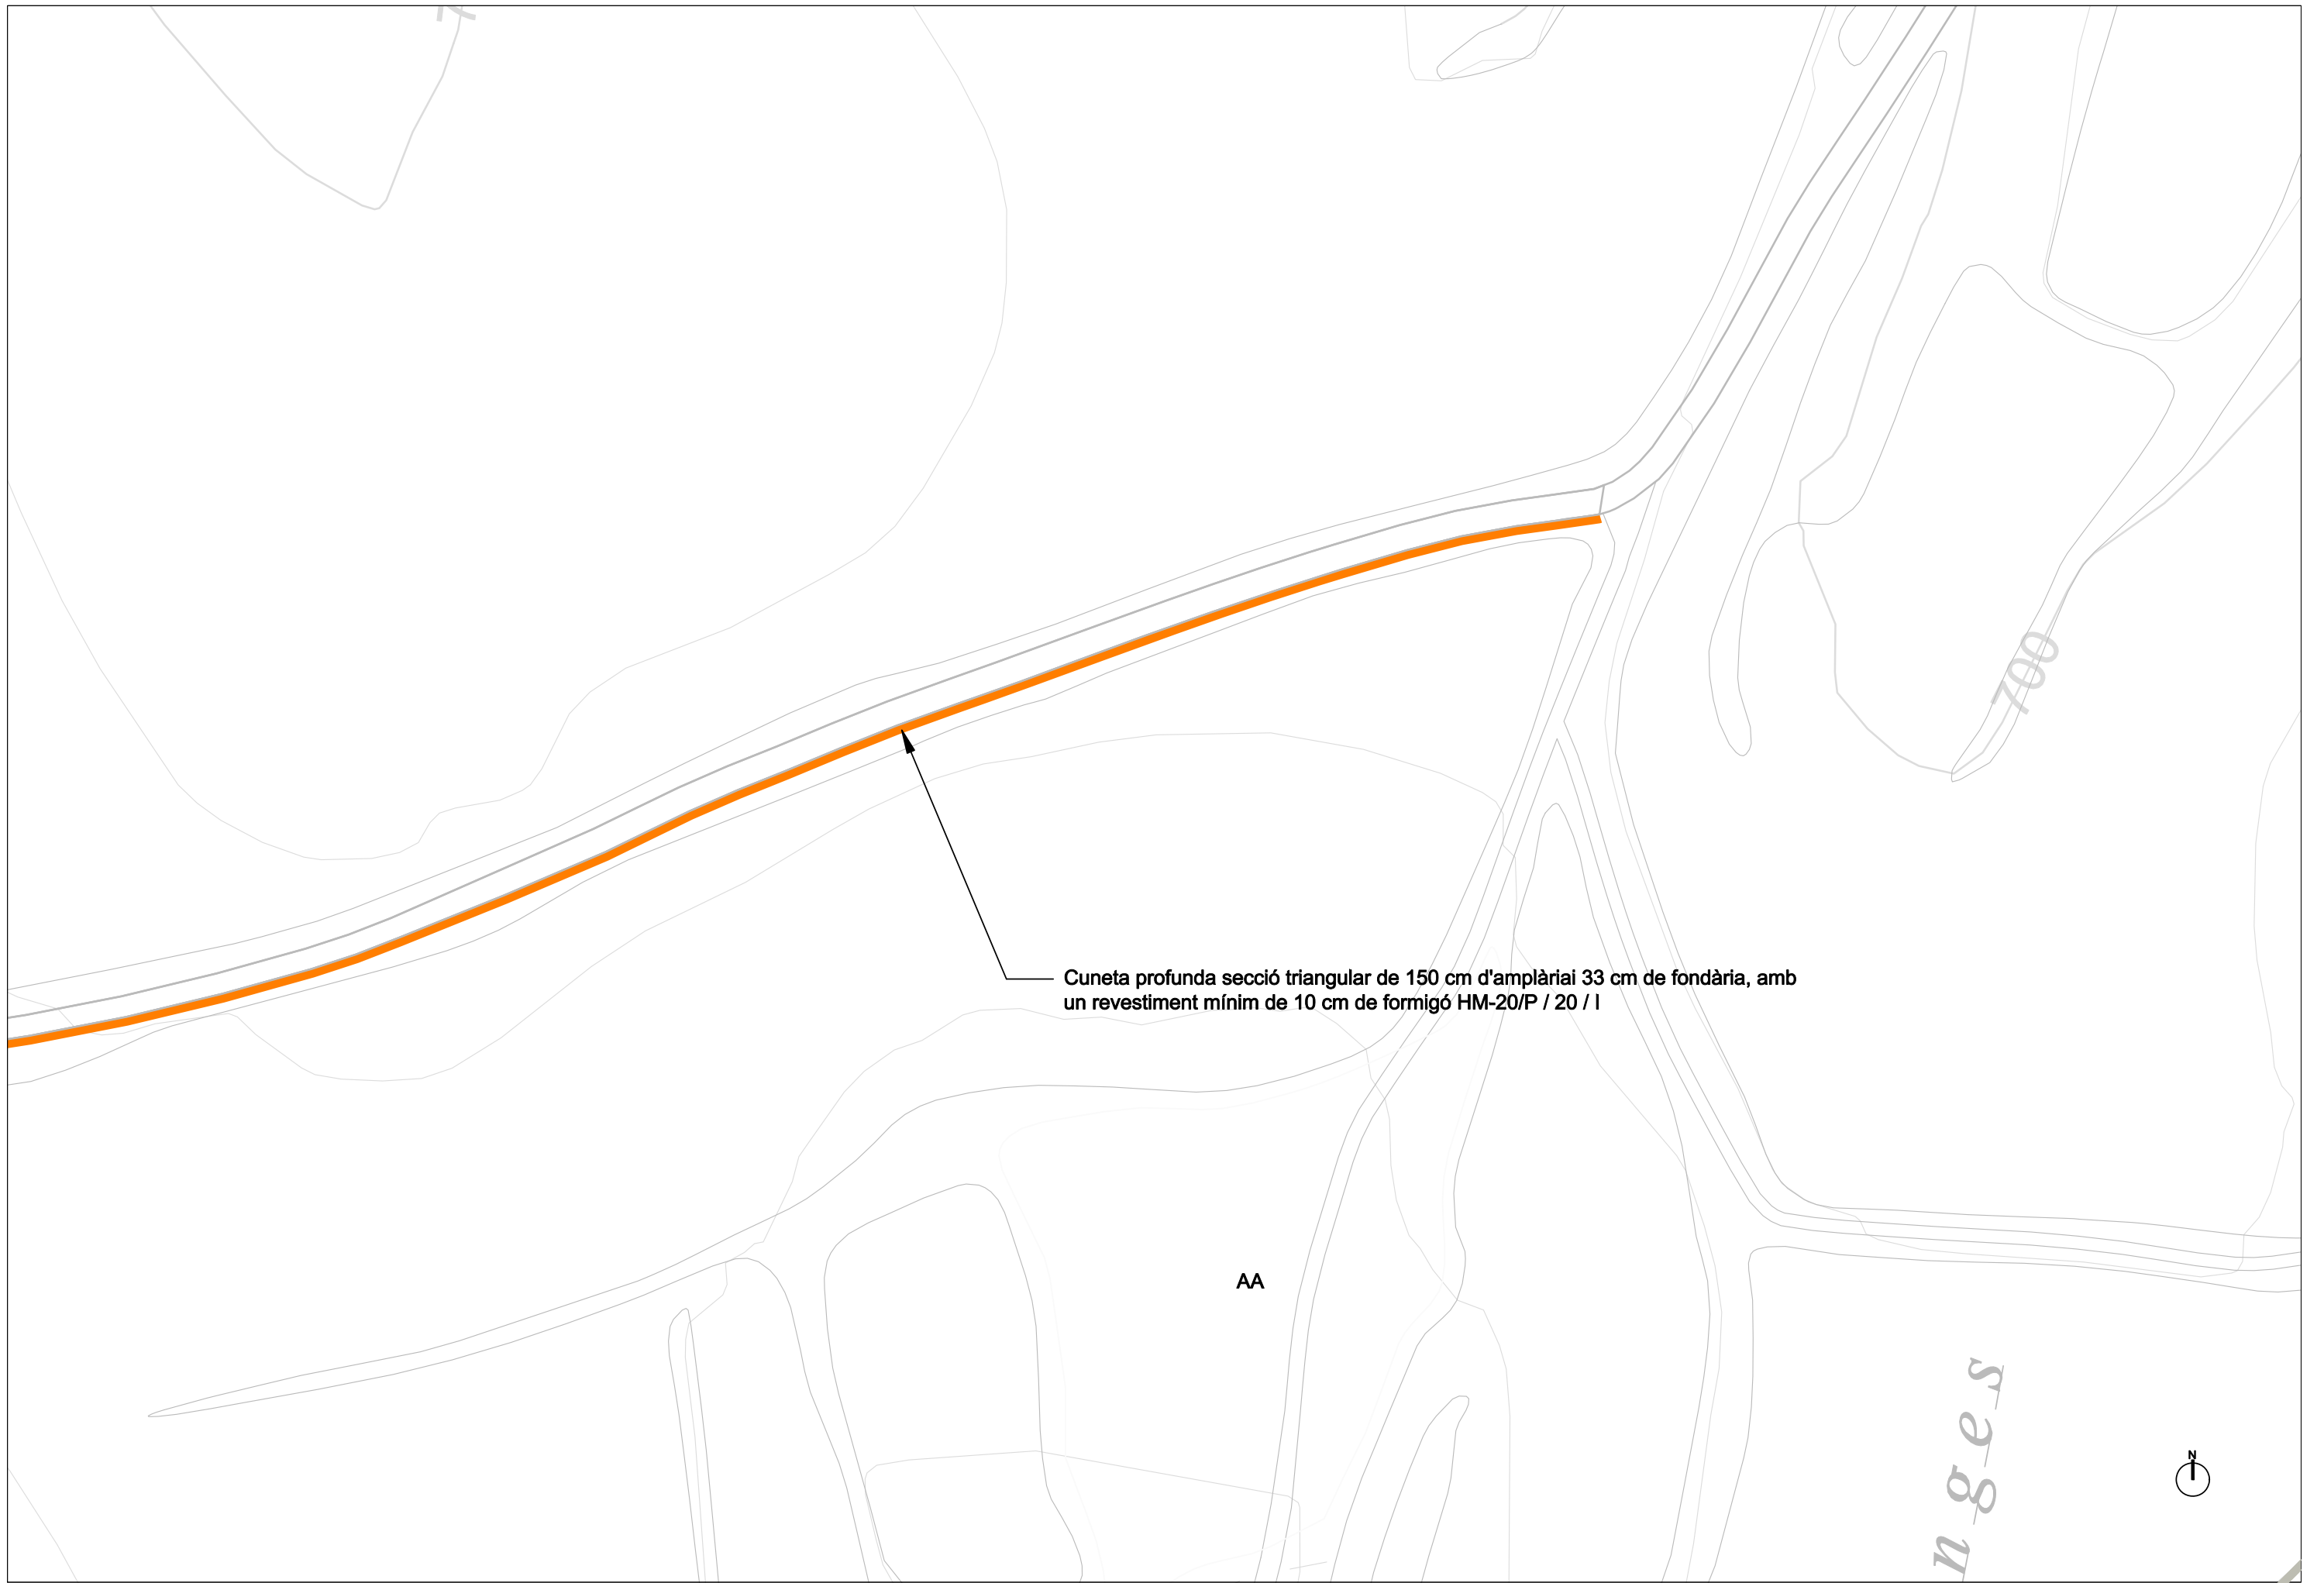 700
Cuneta profunda secció triangular de 150 cm d'amplàriai 33 cm de fondària, amb
un revestiment mínim de 10 cm de formigó HM-20/P / 20 / I
AA
nges
N